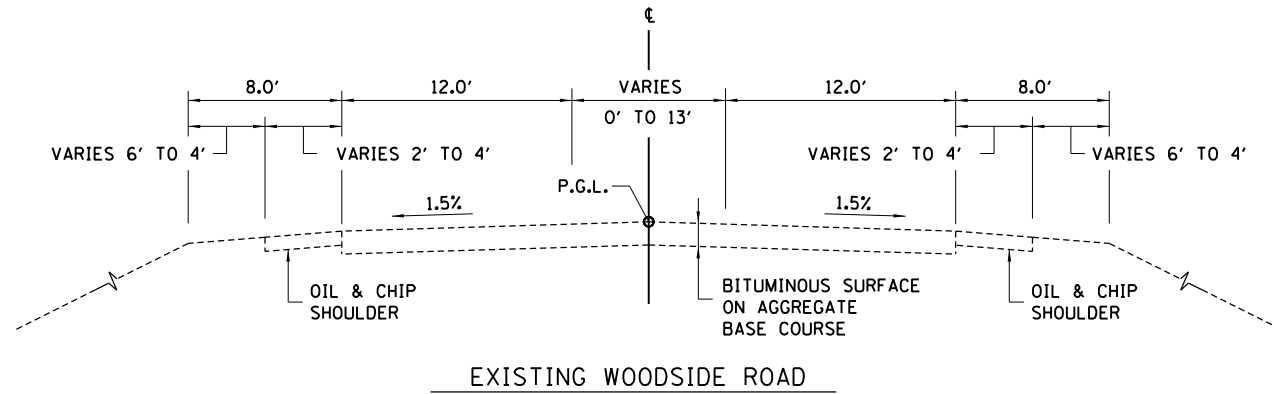 ℄
8.0'
12.0'
VARIES
0' TO 13'
12.0'
8.0'
VARIES 6' TO 4'
VARIES 2' TO 4'
VARIES 2' TO 4'
VARIES 6' TO 4'
P.G.L.
1.5%
1.5%
OIL & CHIP
SHOULDER
BITUMINOUS SURFACE
ON AGGREGATE
BASE COURSE
OIL & CHIP
SHOULDER
EXISTING WOODSIDE ROAD